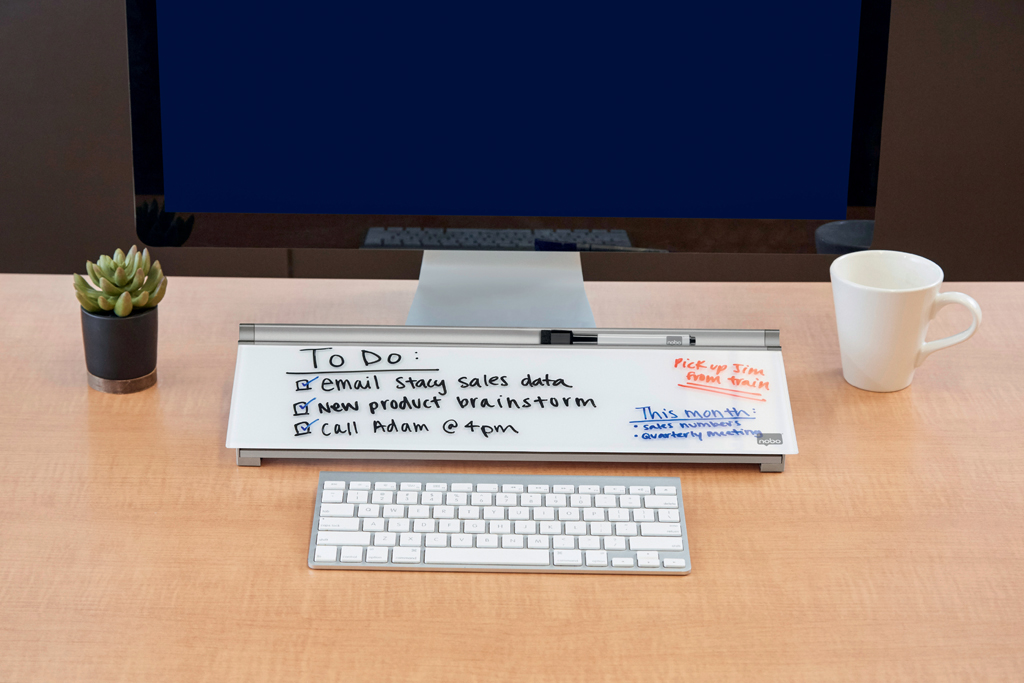 To Do:
email Stacy sales data
New product brainstorm
Call Adam @ 4pm
nobo
Pick up Jim
from train
This month:
• sales numbers
• Quarterly meeting
nobo